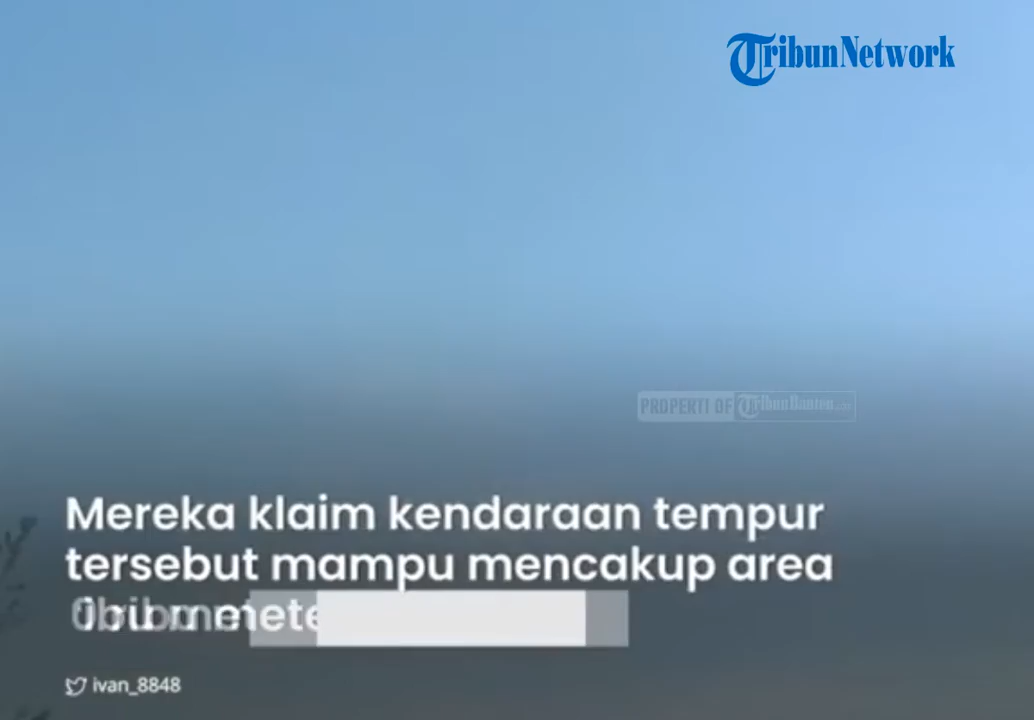 TribunNetwork
PROPERTI OF TribunBanten.com
Mereka klaim kendaraan tempur
tersebut mampu mencakup area
ivan_8848